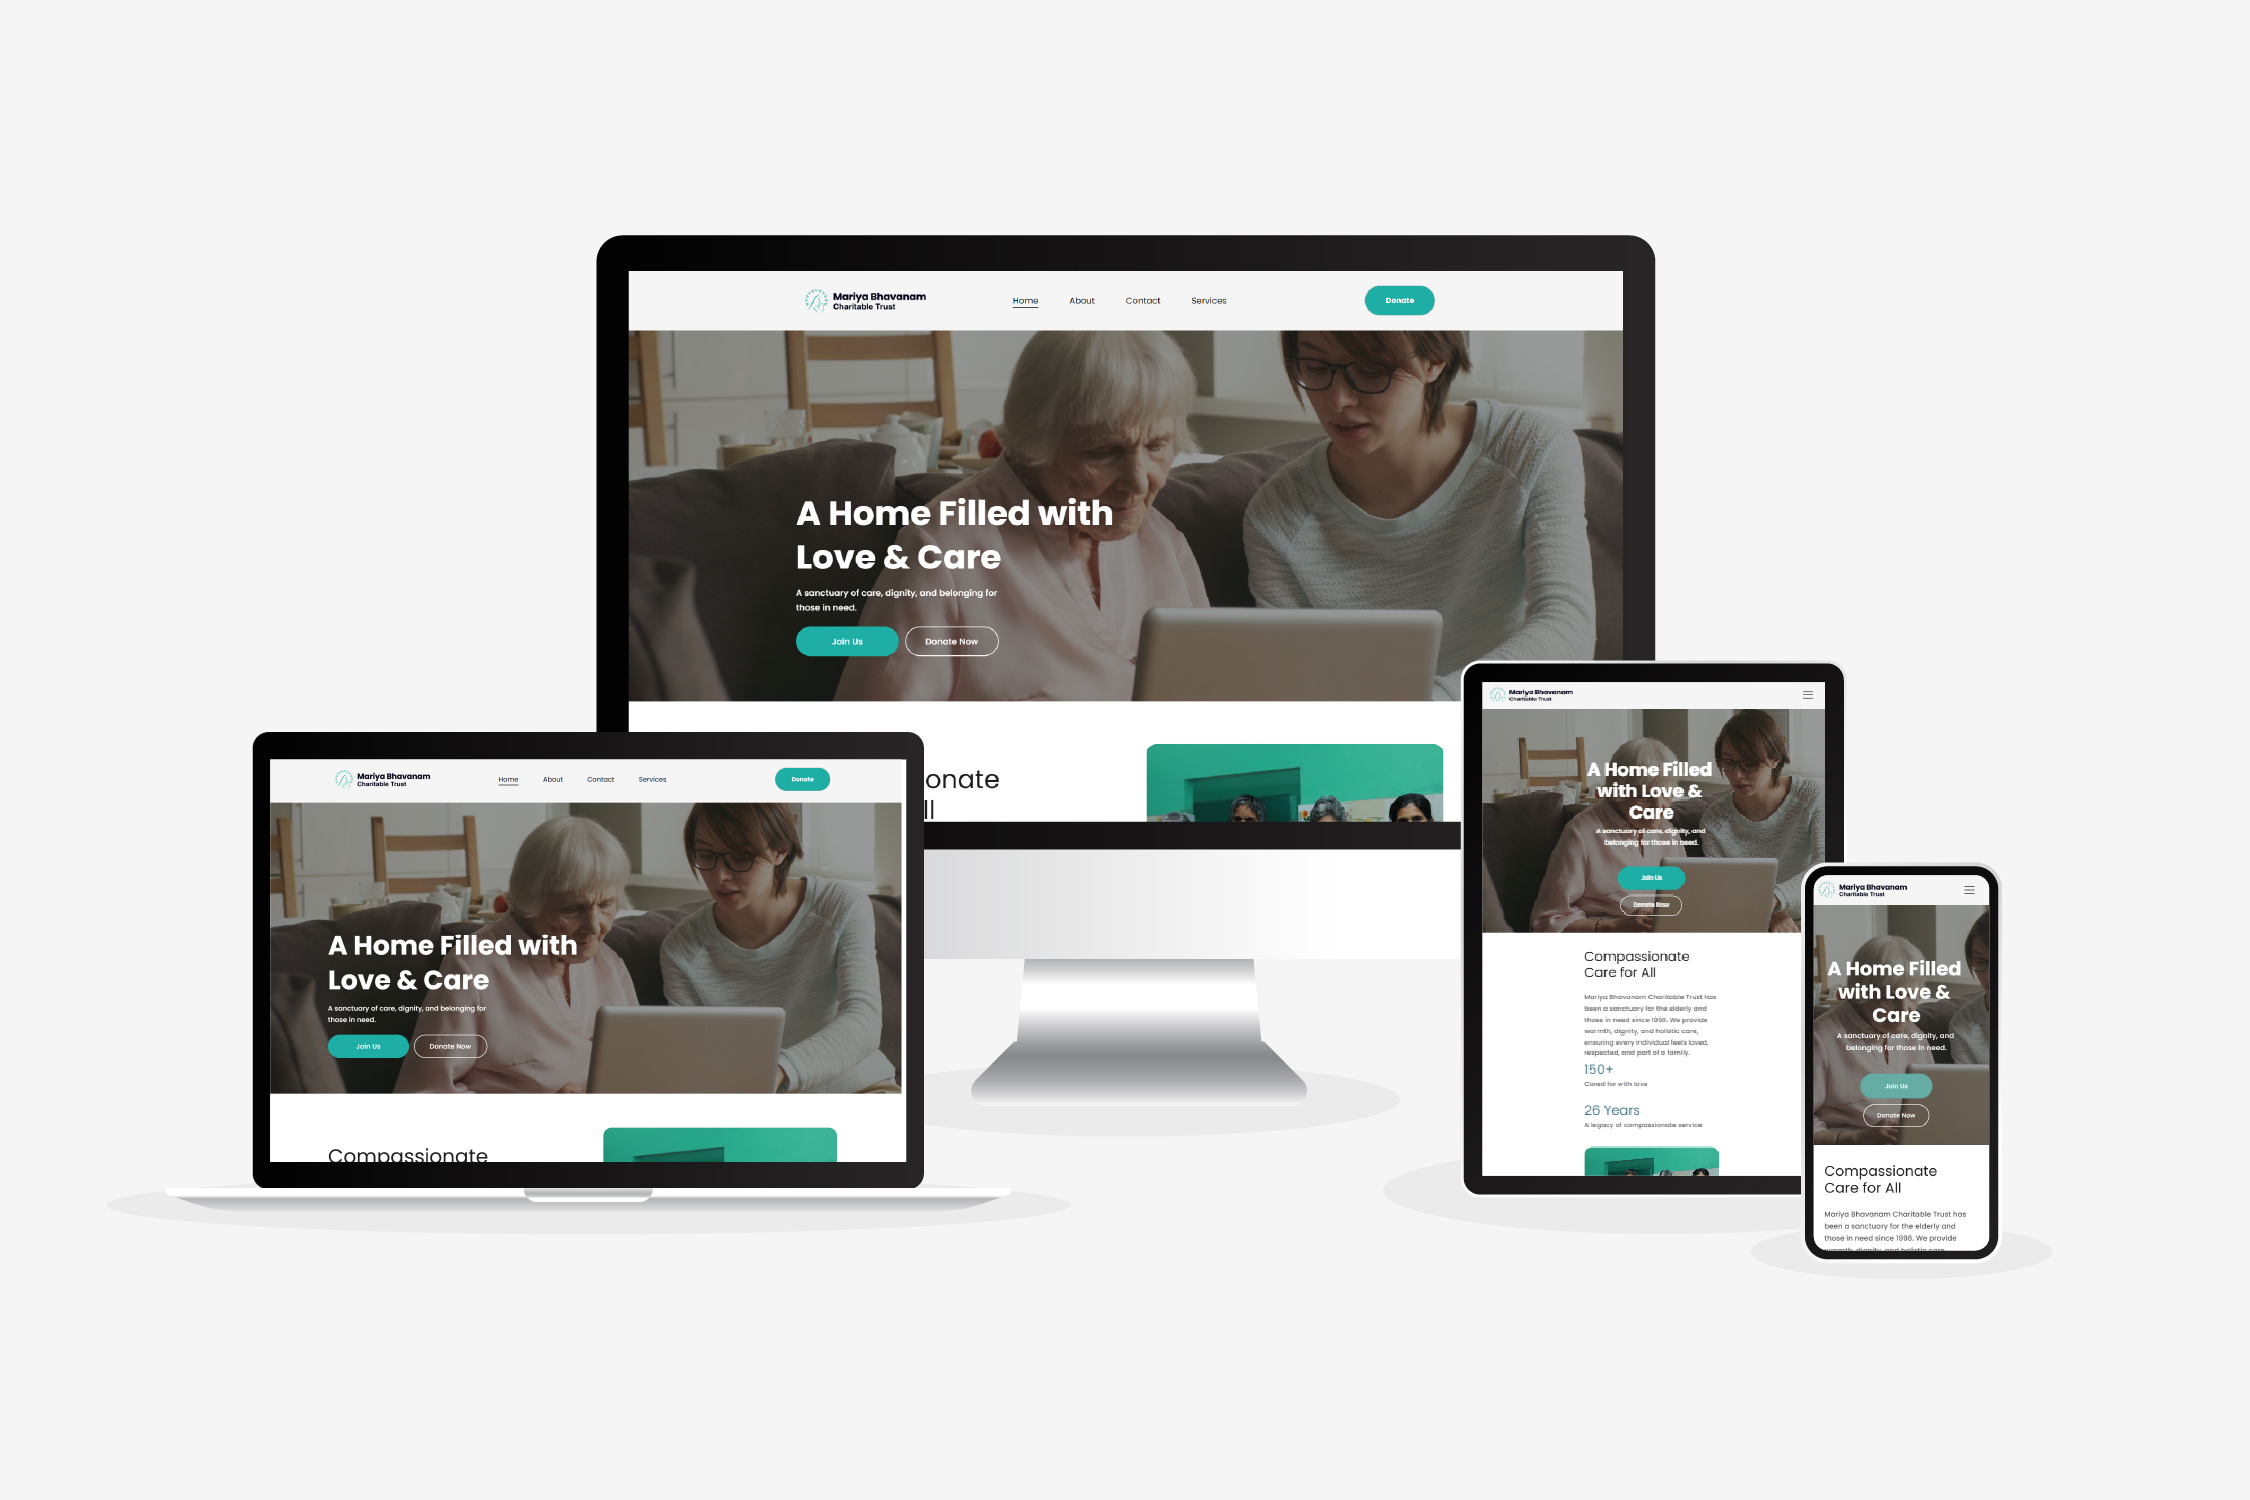 Mariya Bhavanam
Charitable Trust
Home
About
Contact
Services
Donate
A Home Filled with
Love & Care
A sanctuary of care, dignity, and belonging for
those in need.
Join Us
Donate Now
onate
ll
Mariya Bhavanam
Charitable Trust
Home
About
Contact
Services
Donate
A Home Filled with
Love & Care
A sanctuary of care, dignity, and belonging for
those in need.
Join Us
Donate Now
Compassionate
Mariya Bhavanam
Charitable Trust
A Home Filled
with Love &
Care
A sanctuary of care, dignity, and
belonging for those in need.
Join Us
Donate Now
Compassionate
Care for All
Mariya Bhavanam Charitable Trust has
been a sanctuary for the elderly and
those in need since 1998. We provide
warmth, dignity, and holistic care,
ensuring every individual feels loved,
respected, and part of a family.
150+
Cared for with love
26 Years
A legacy of compassionate service
Mariya Bhavanam
Charitable Trust
A Home Filled
with Love &
Care
A sanctuary of care, dignity, and
belonging for those in need.
Join Us
Donate Now
Compassionate
Care for All
Mariya Bhavanam Charitable Trust has
been a sanctuary for the elderly and
those in need since 1998. We provide
warmth, dignity, and holistic care,